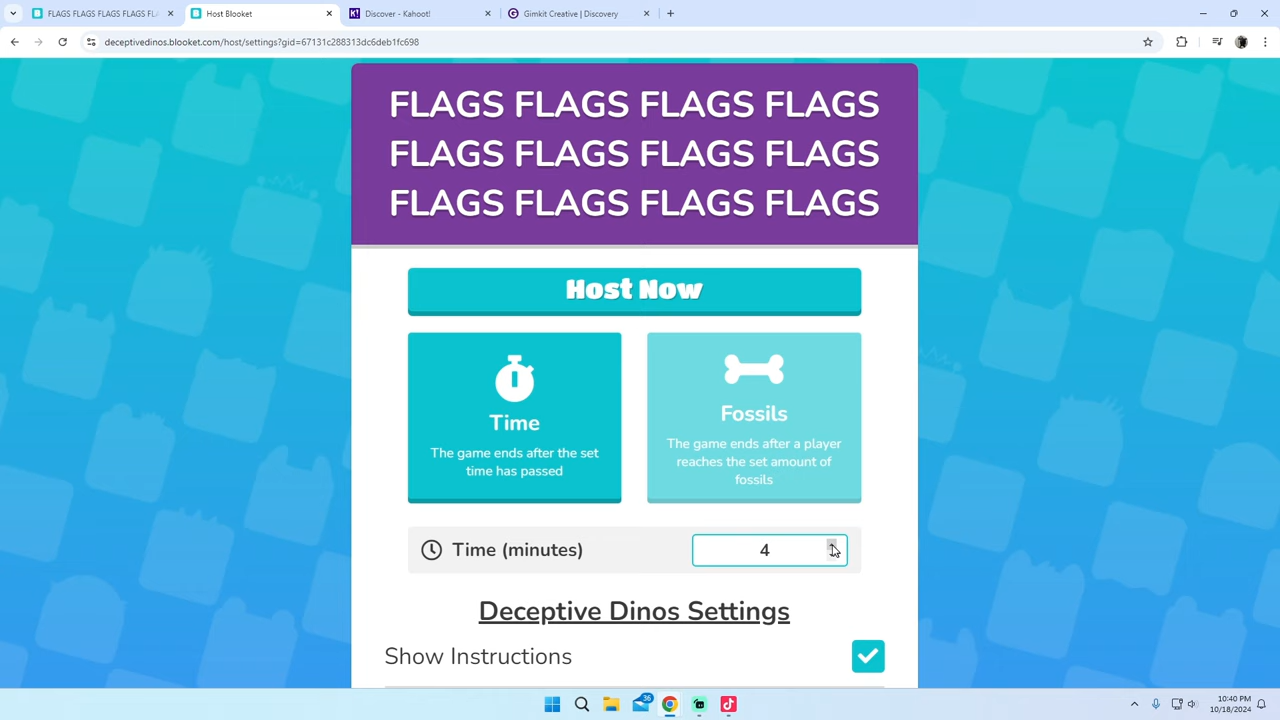 FLAGS FLAGS FLAGS FLAGS FL
Host Blooket
Discover - Kahoot!
Gimkit Creative | Discovery
deceptivedinos.blooket.com/host/settings?gid=67131c288313dc6deb1fc698
FLAGS FLAGS FLAGS FLAGS
FLAGS FLAGS FLAGS FLAGS
FLAGS FLAGS FLAGS FLAGS
Host Now
Time
The game ends after the set
time has passed
Fossils
The game ends after a player
reaches the set amount of
fossils
Time (minutes)
4
Deceptive Dinos Settings
Show Instructions
36
10:40 PM
10/18/2024